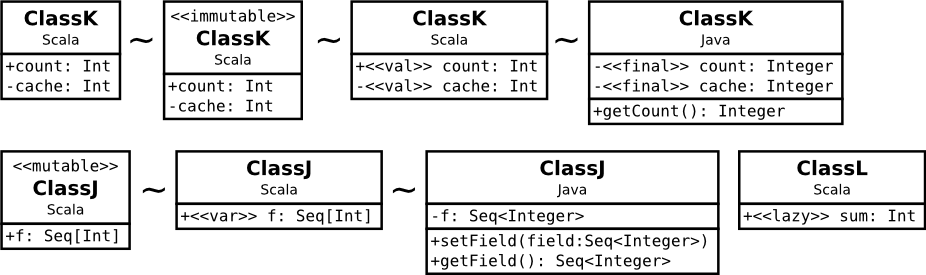 ClassK
Scala
+count: Int
-cache: Int
~
<<immutable>>
ClassK
Scala
+count: Int
-cache: Int
~
ClassK
Scala
+<<val>> count: Int
-<<val>> cache: Int
~
ClassK
Java
-<<final>> count: Integer
-<<final>> cache: Integer
+getCount(): Integer
<<mutable>>
ClassJ
Scala
+f: Seq[Int]
~
ClassJ
Scala
+<<var>> f: Seq[Int]
~
ClassJ
Java
-f: Seq<Integer>
+setField(field:Seq<Integer>)
+getField(): Seq<Integer>
ClassL
Scala
+<<lazy>> sum: Int